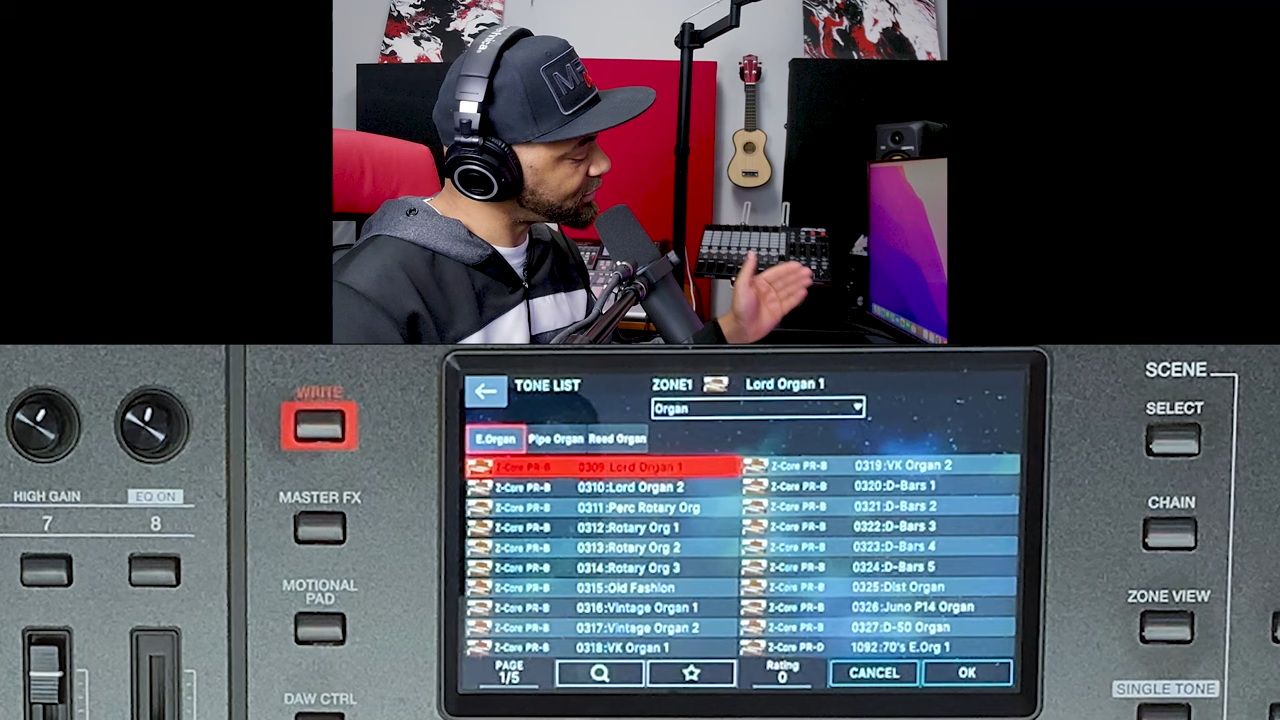 WRITE
TONE LIST
ZONE1 Lord Organ 1
Organ
E.Organ Pipe Organ Reed Organ
Z-Core PR-B 0309:Lord Organ 1
Z-Core PR-B 0310:Lord Organ 2
Z-Core PR-B 0311:Perc Rotary Org
Z-Core PR-B 0312:Rotary Org 1
Z-Core PR-B 0313:Rotary Org 2
Z-Core PR-B 0314:Rotary Org 3
Z-Core PR-B 0315:Old Fashion
Z-Core PR-B 0316:Vintage Organ 1
Z-Core PR-B 0317:Vintage Organ 2
Z-Core PR-B 0318:VK Organ 1
Z-Core PR-B 0319:VK Organ 2
Z-Core PR-B 0320:D-Bars 1
Z-Core PR-B 0321:D-Bars 2
Z-Core PR-B 0322:D-Bars 3
Z-Core PR-B 0323:D-Bars 4
Z-Core PR-B 0324:D-Bars 5
Z-Core PR-B 0325:Dist Organ
Z-Core PR-B 0326:Juno P14 Organ
Z-Core PR-B 0327:D-50 Organ
Z-Core PR-D 1092:70's E.Org 1
PAGE
1/5
Rating
0
CANCEL
OK
HIGH GAIN
EQ ON
7
8
MASTER FX
MOTIONAL
PAD
DAW CTRL
SCENE
SELECT
CHAIN
ZONE VIEW
SINGLE TONE